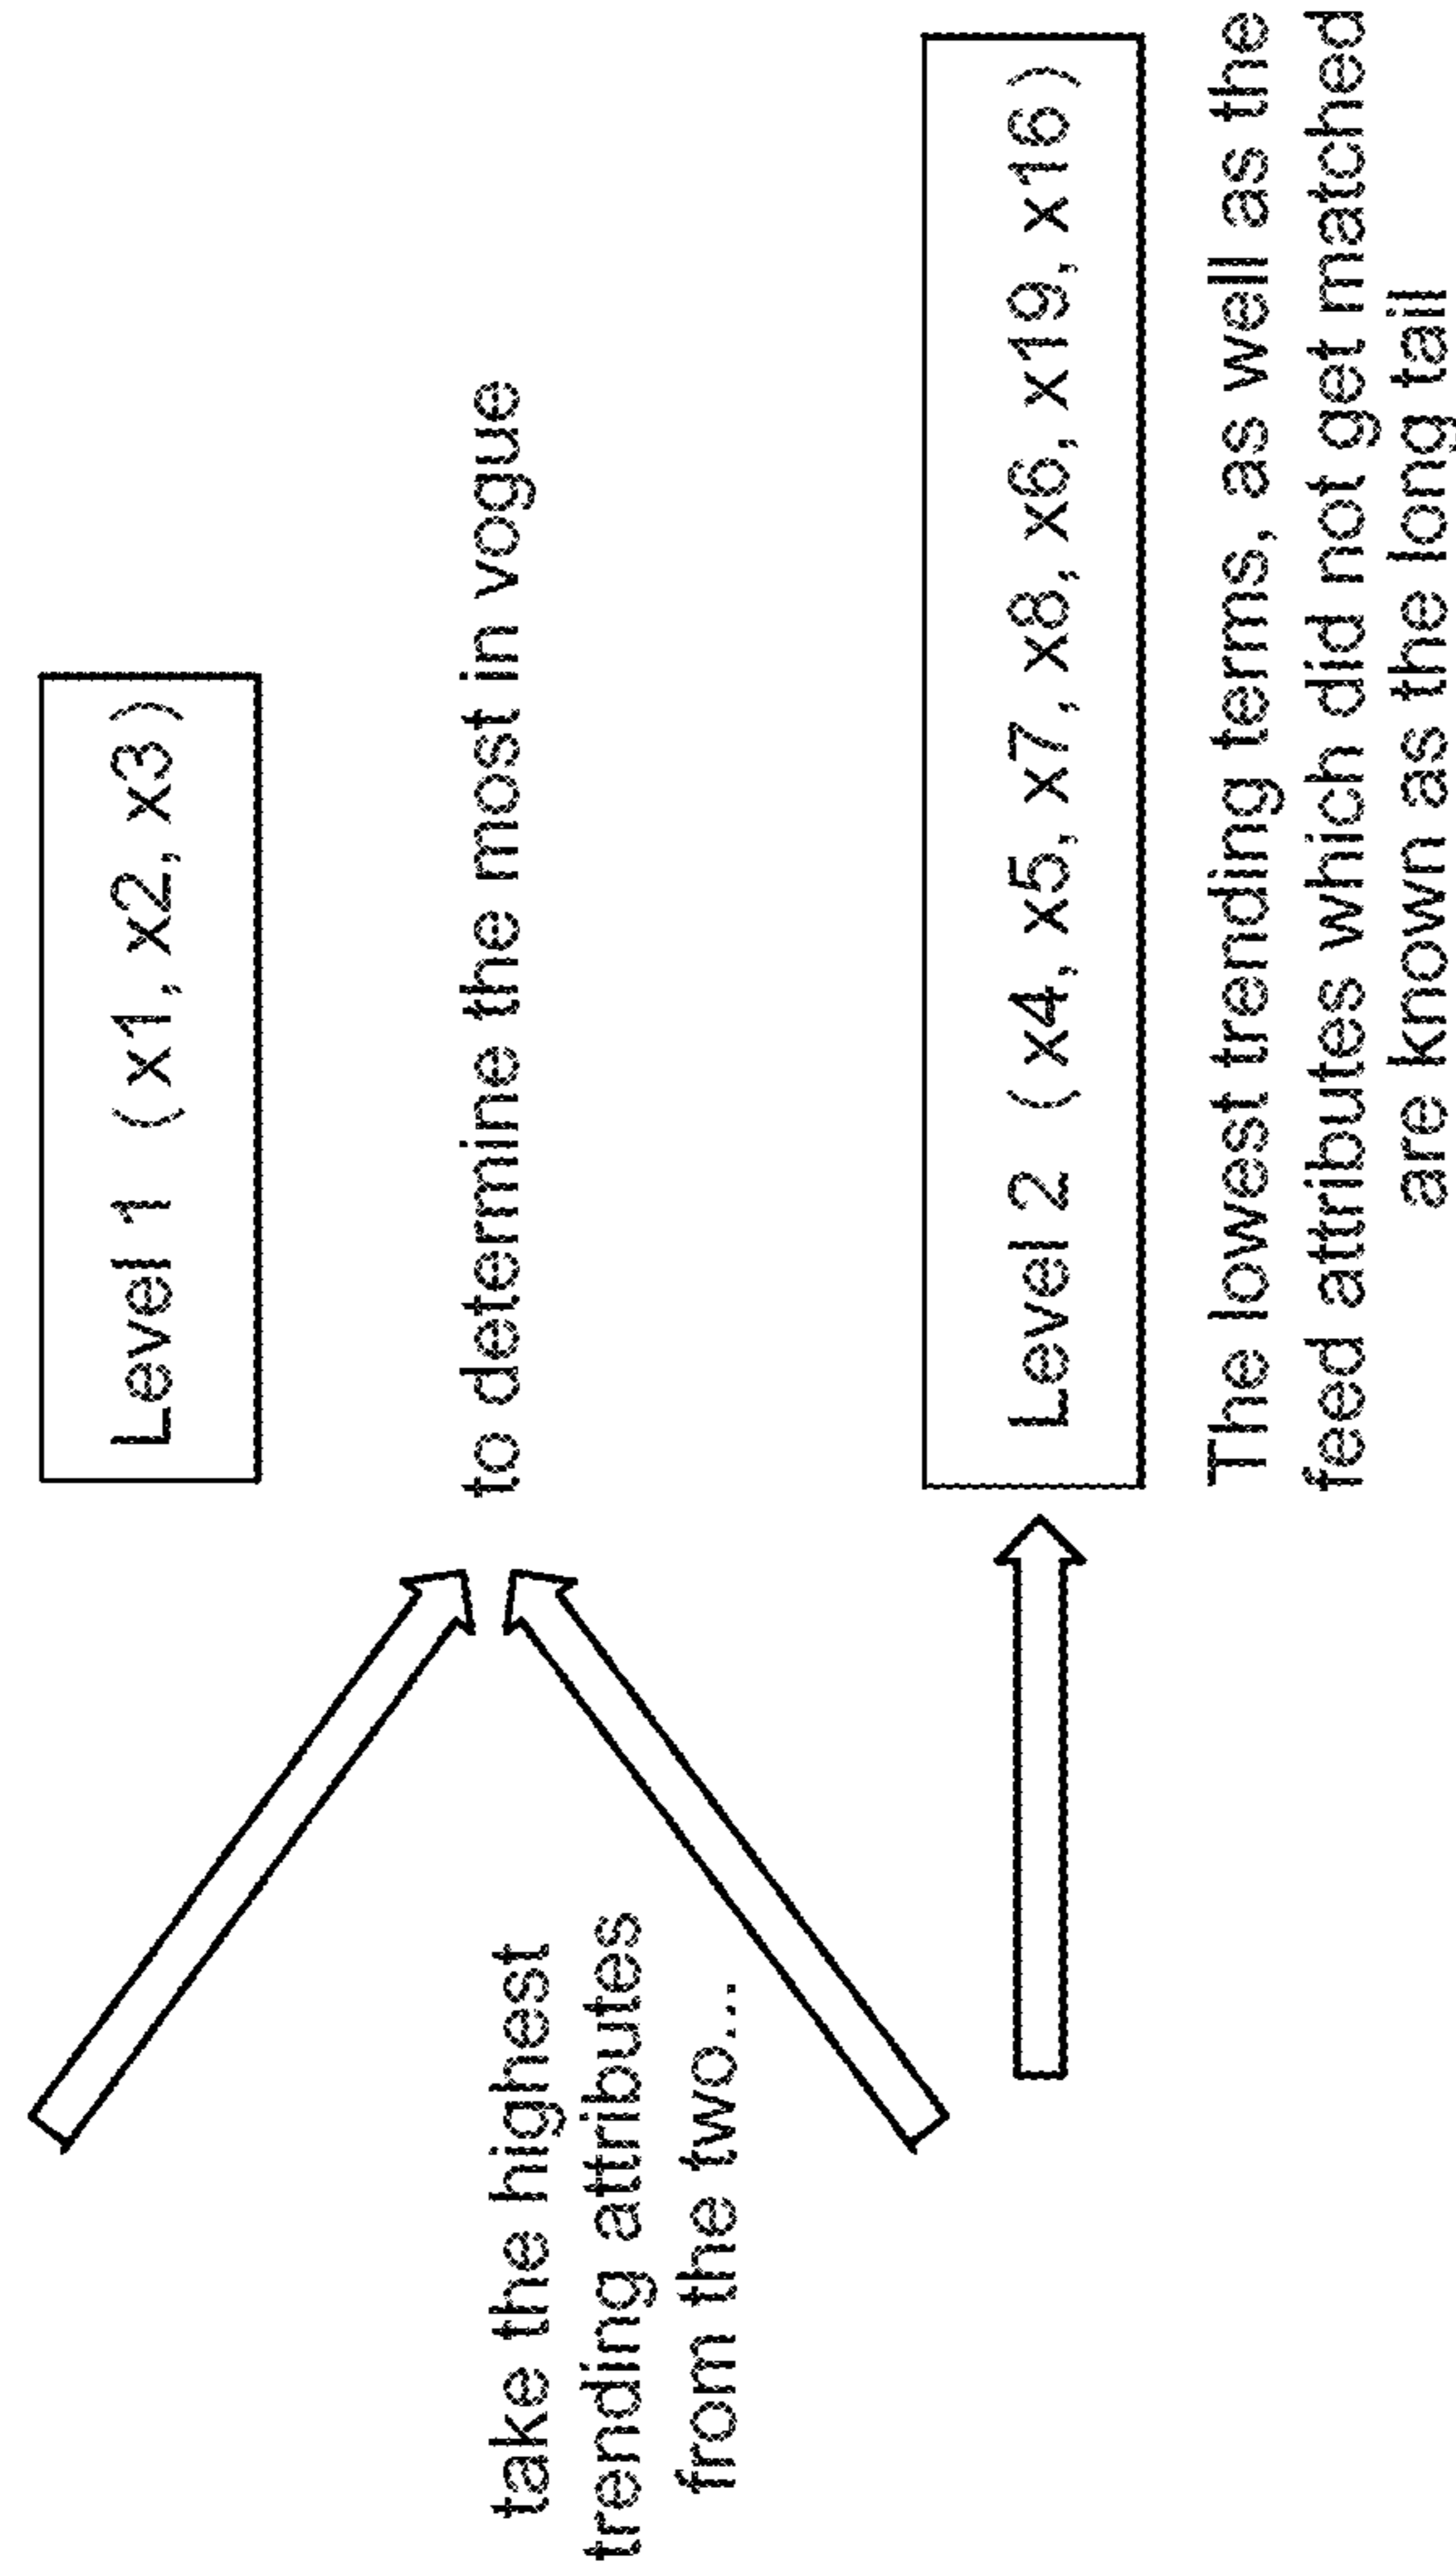 Level 1 (x1, x2, x3)
take the highest
trending attributes
from the two...
to determine the most in vogue
Level 2 (x4, x5, x7, x8, x6, x19, x16)
The lowest trending terms, as well as the
feed attributes which did not get matched
are known as the long tail